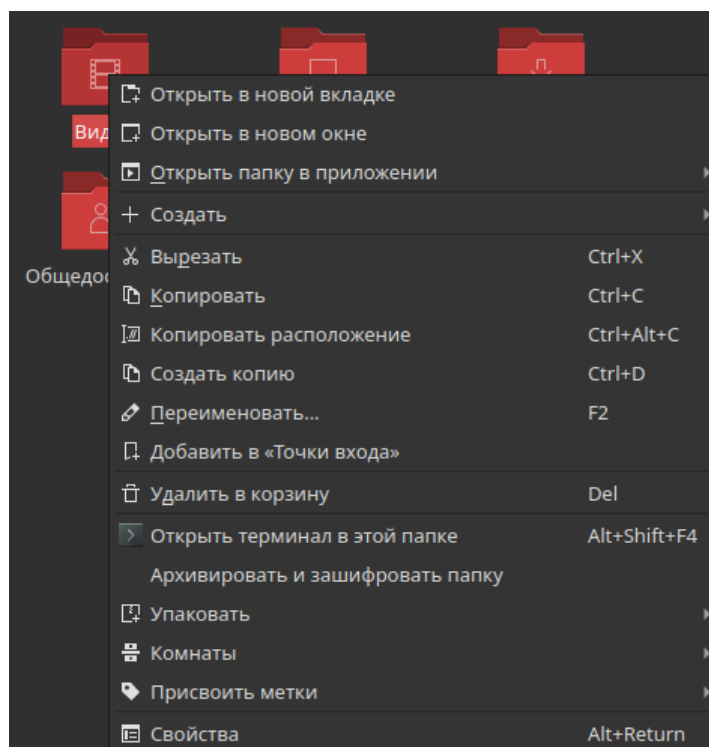 Открыть в новой вкладке
Открыть в новом окне
Открыть папку в приложении
Создать
Вырезать Ctrl+X
Копировать Ctrl+C
Копировать расположение Ctrl+Alt+C
Создать копию Ctrl+D
Переименовать... F2
Добавить в «Точки входа»
Удалить в корзину Del
Открыть терминал в этой папке Alt+Shift+F4
Архивировать и зашифровать папку
Упаковать
Комнаты
Присвоить метки
Свойства Alt+Return